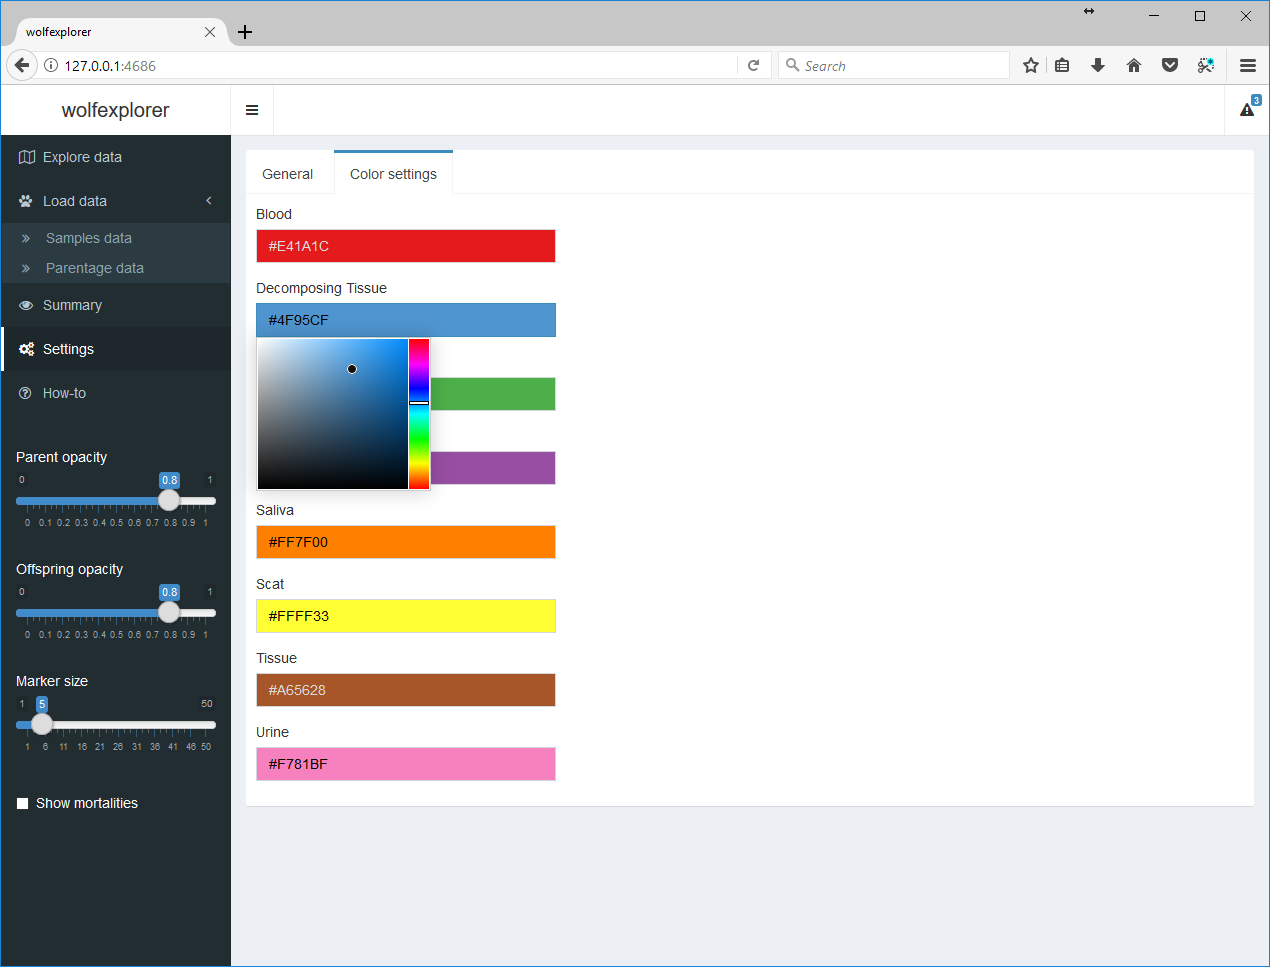 wolfexplorer
127.0.0.1:4686
Search
wolfexplorer
3
Explore data
Load data
Samples data
Parentage data
Summary
Settings
How-to
Parent opacity
0 0.8 1
0 0.1 0.2 0.3 0.4 0.5 0.6 0.7 0.8 0.9 1
Offspring opacity
0 0.8 1
0 0.1 0.2 0.3 0.4 0.5 0.6 0.7 0.8 0.9 1
Marker size
1 5 50
1 6 11 16 21 26 31 36 41 46 50
Show mortalities
General Color settings
Blood
#E41A1C
Decomposing Tissue
#4F95CF
Saliva
#FF7F00
Scat
#FFFF33
Tissue
#A65628
Urine
#F781BF